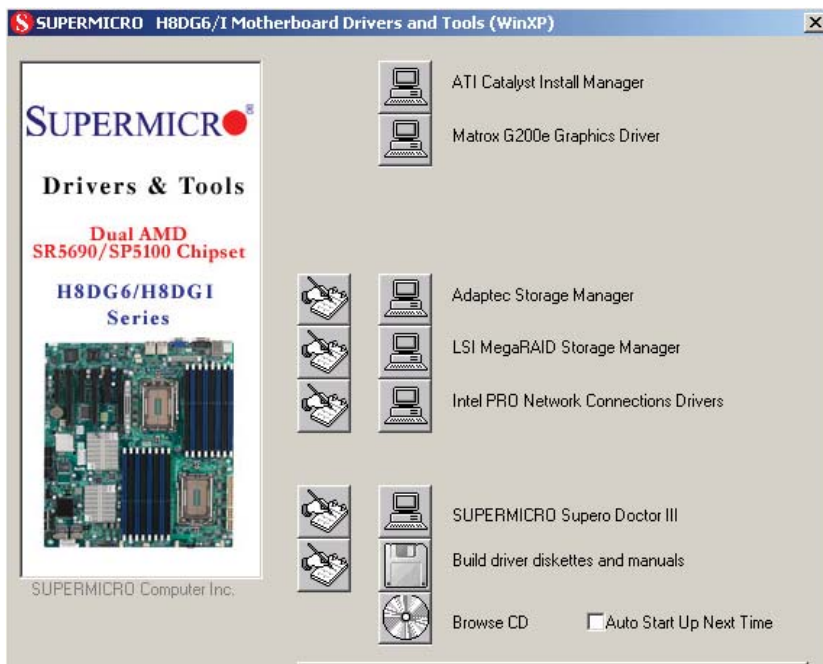 SUPERMICRO H8DG6/I Motherboard Drivers and Tools (WinXP)
SUPERMICRO®
Drivers & Tools
Dual AMD
SR5690/SP5100 Chipset
H8DG6/H8DGI
Series
SUPERMICRO Computer Inc.
ATI Catalyst Install Manager
Matrox G200e Graphics Driver
Adaptec Storage Manager
LSI MegaRAID Storage Manager
Intel PRO Network Connections Drivers
SUPERMICRO Supero Doctor III
Build driver diskettes and manuals
Browse CD Auto Start Up Next Time